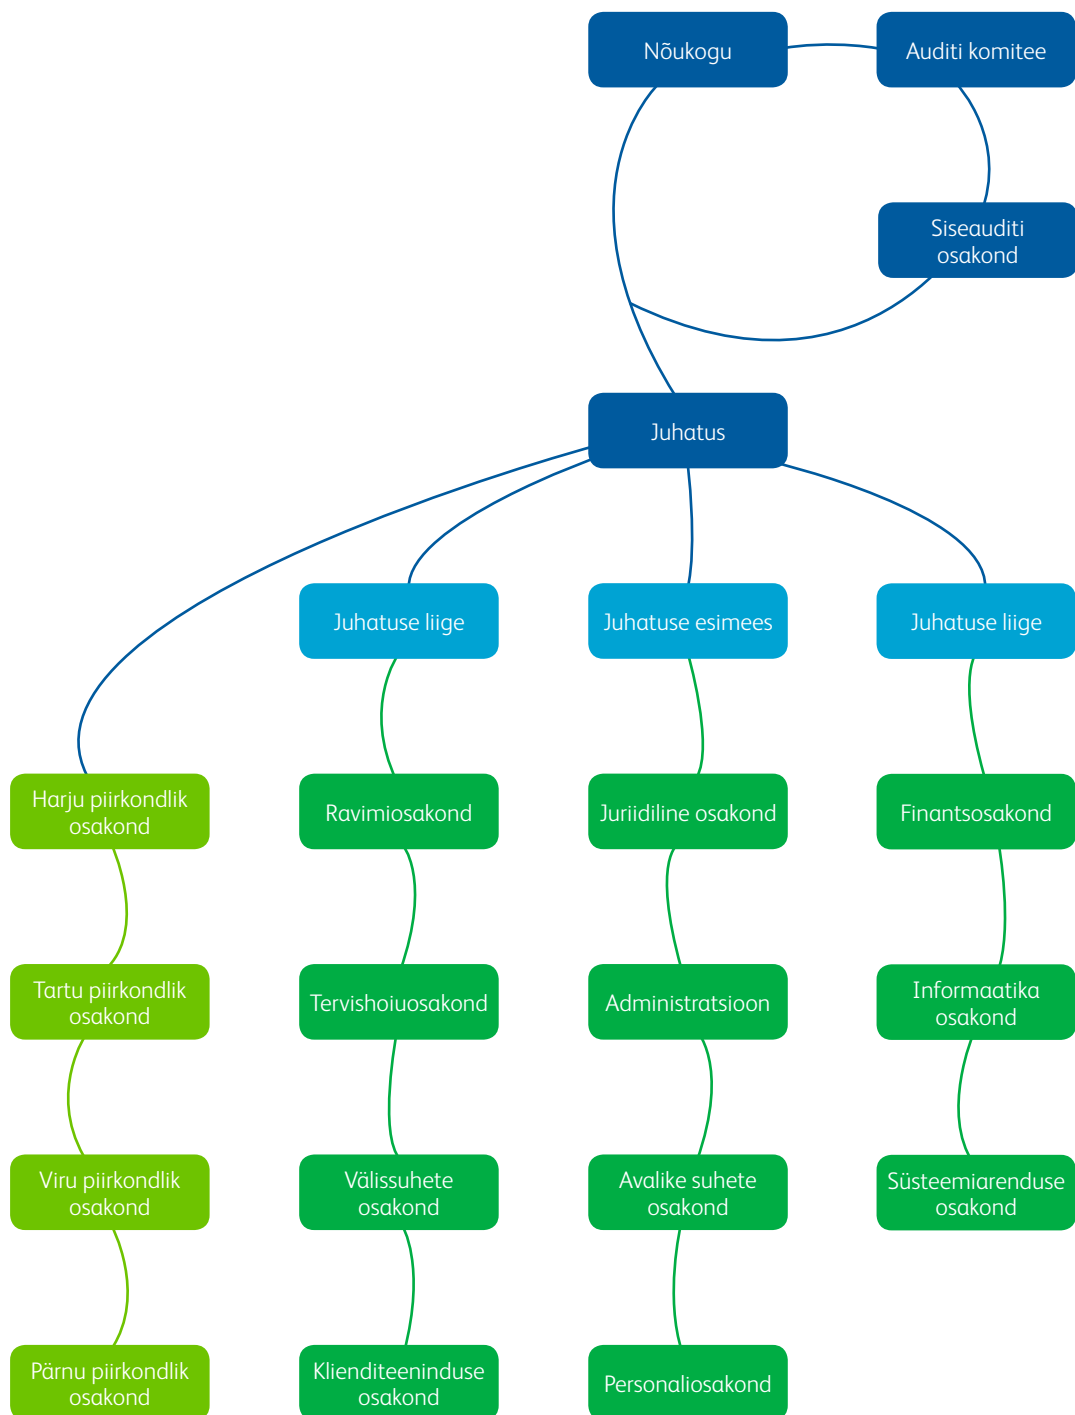 Nõukogu
Auditi komitee
Siseauditi
osakond
Juhatus
Juhatuse liige
Juhatuse esimees
Juhatuse liige
Harju piirkondlik
osakond
Ravimiosakond
Juriidiline osakond
Finantsosakond
Tartu piirkondlik
osakond
Tervishoiuosakond
Administratsioon
Informaatika
osakond
Viru piirkondlik
osakond
Välissuhete
osakond
Avalike suhete
osakond
Süsteemiarenduse
osakond
Pärnu piirkondlik
osakond
Klienditeeninduse
osakond
Personaliosakond